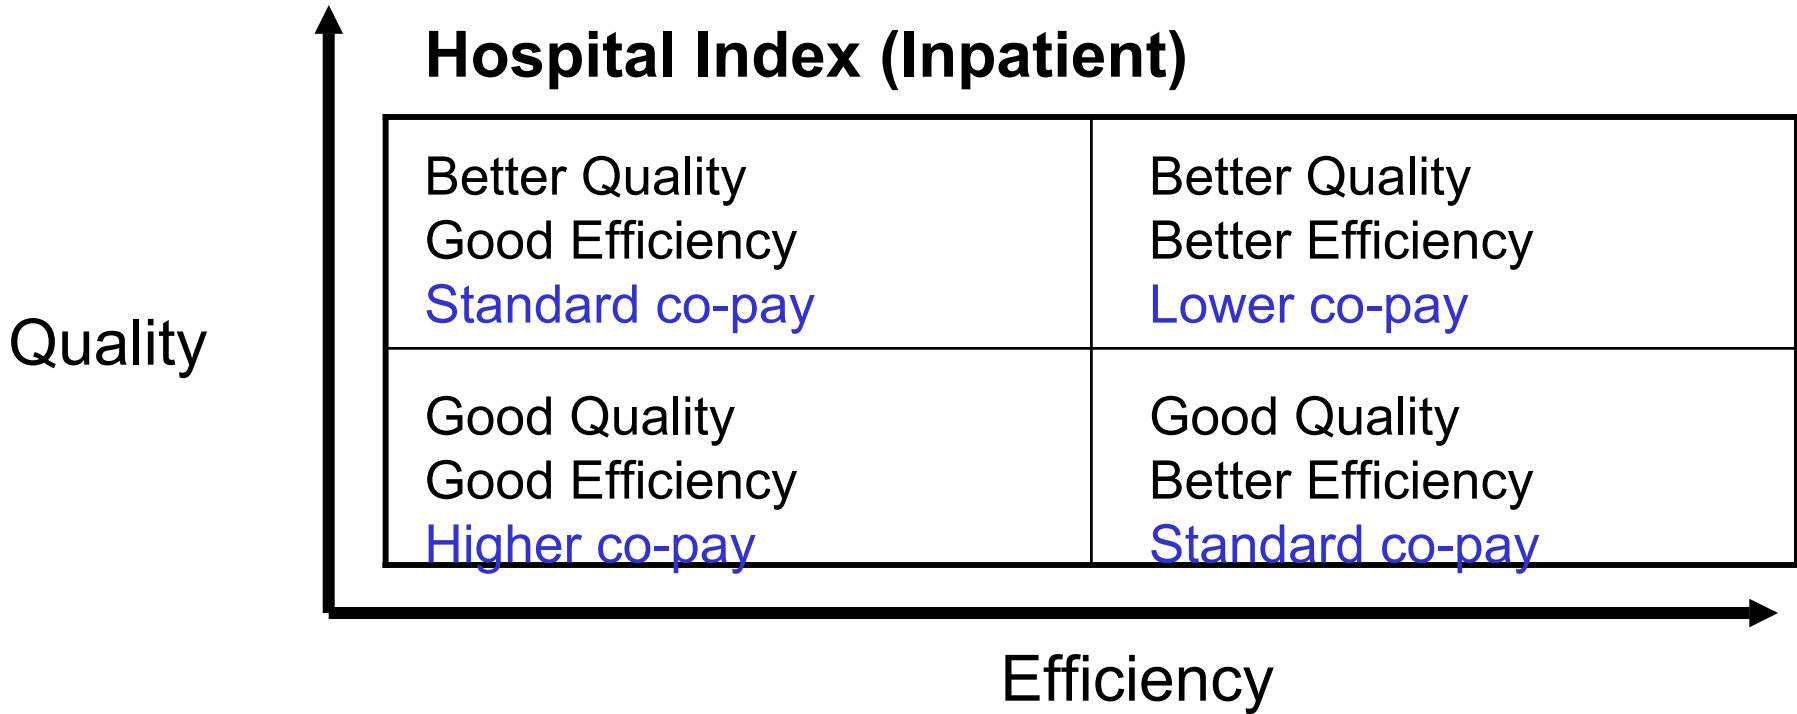 Hospital Index (Inpatient)
Better Quality
Good Efficiency
Standard co-pay
Better Quality
Better Efficiency
Lower co-pay
Quality
Good Quality
Good Efficiency
Higher co-pay
Good Quality
Better Efficiency
Standard co-pay
Efficiency